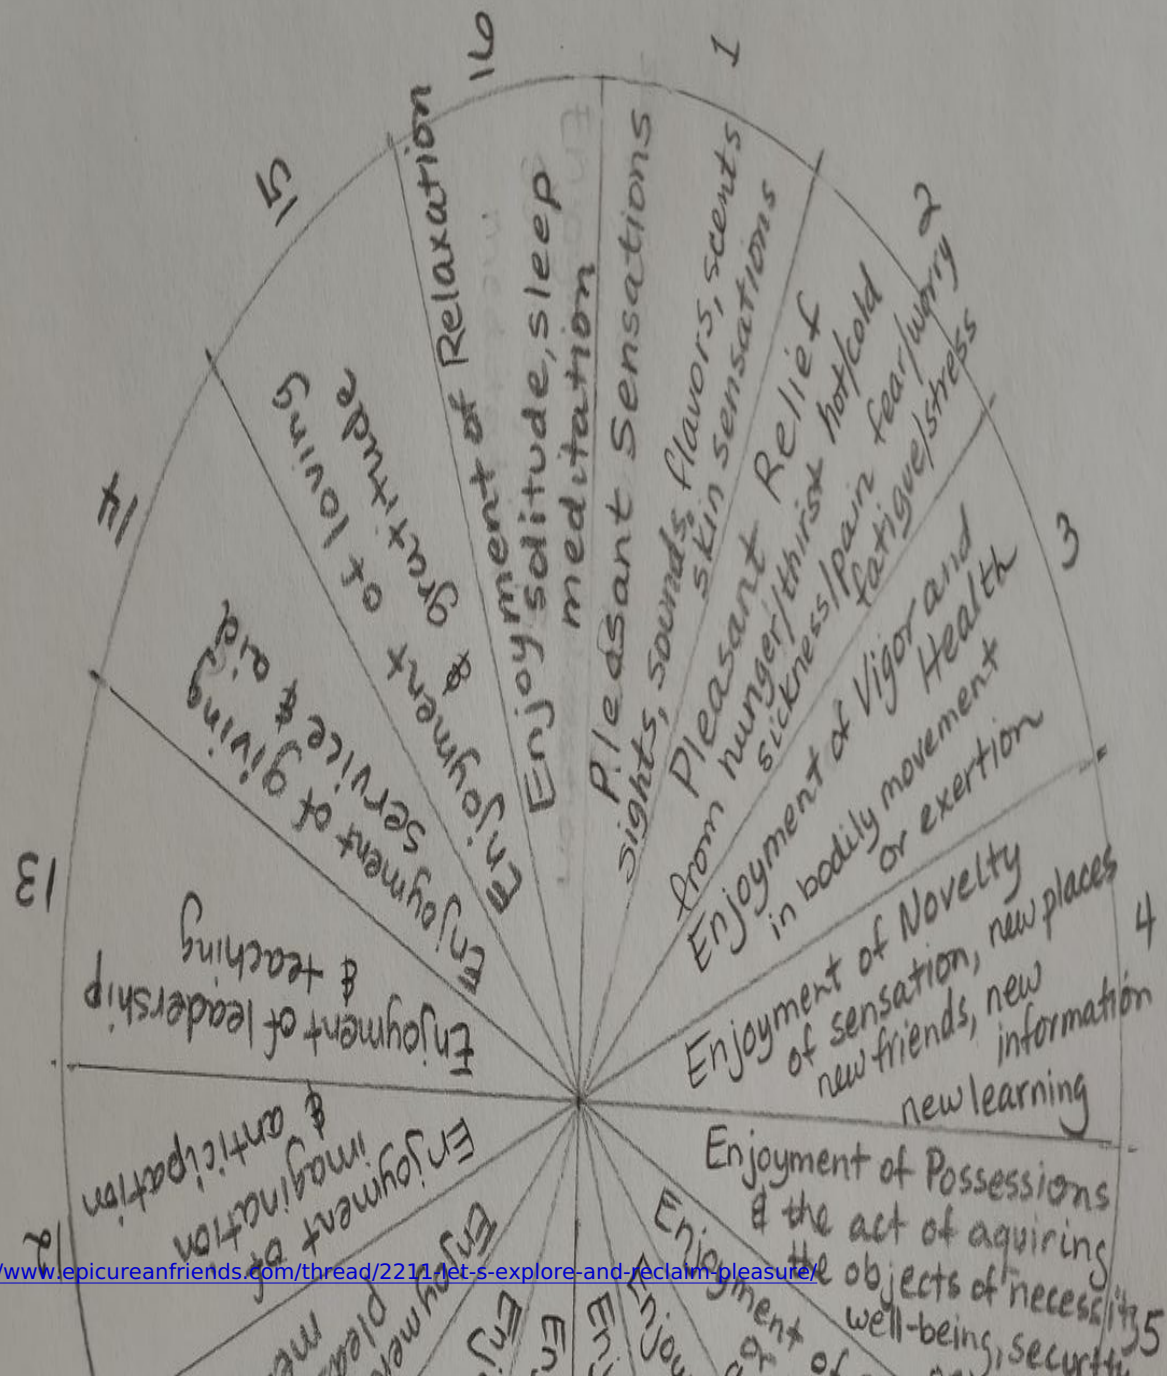 1
Pleasant Sensations
sights, sounds, flavors, scents
skin sensations
2
Pleasant Relief
from hunger/thirst hot/cold
sickness/pain fear/worry
fatigue/stress
3
Enjoyment of Vigor and
Health
in bodily movement
or exertion
4
Enjoyment of Novelty
of sensation, new places
new friends, new
information
new learning
5
Enjoyment of Possessions
& the act of aquiring
the objects of necessity
well-being, security
Enjoyment of
or
12
Enjoyment of
imagination
& anticipation
13
Enjoyment of leadership
& teaching
14
Enjoyment of giving
service & aid
15
Enjoyment of loving
& gratitude
16
Enjoyment of Relaxation
solitude, sleep
meditation
/www.epicureanfriends.com/thread/2211-let-s-explore-and-reclaim-pleasure/